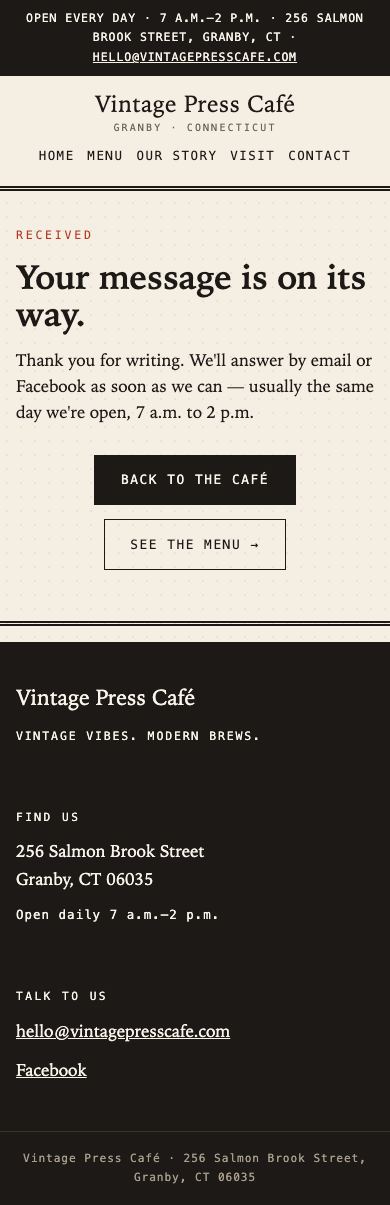 OPEN EVERY DAY · 7 A.M.–2 P.M. · 256 SALMON
BROOK STREET, GRANBY, CT ·
HELLO@VINTAGEPRESSCAFE.COM
Vintage Press Café
GRANBY · CONNECTICUT
HOME MENU OUR STORY VISIT CONTACT
RECEIVED
Your message is on its
way.
Thank you for writing. We'll answer by email or
Facebook as soon as we can — usually the same
day we're open, 7 a.m. to 2 p.m.
BACK TO THE CAFÉ
SEE THE MENU →
Vintage Press Café
VINTAGE VIBES. MODERN BREWS.
FIND US
256 Salmon Brook Street
Granby, CT 06035
Open daily 7 a.m.–2 p.m.
TALK TO US
hello@vintagepresscafe.com
Facebook
Vintage Press Café · 256 Salmon Brook Street,
Granby, CT 06035